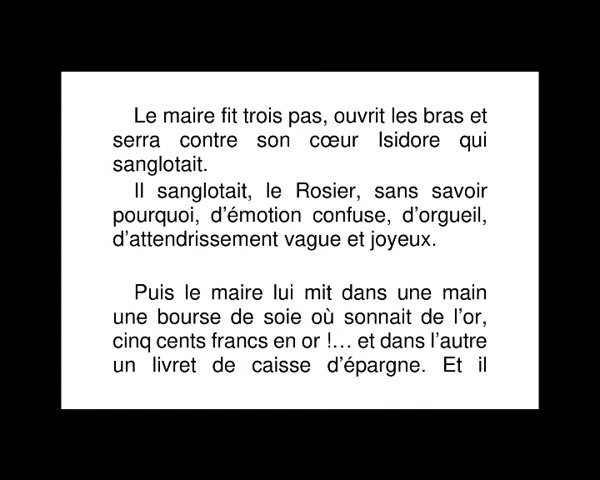 Le maire fit trois pas, ouvrit les bras et
serra contre son cœur Isidore qui
sanglotait.
Il sanglotait, le Rosier, sans savoir
pourquoi, d’émotion confuse, d’orgueil,
d’attendrissement vague et joyeux.
Puis le maire lui mit dans une main
une bourse de soie où sonnait de l’or,
cinq cents francs en or !… et dans l’autre
un livret de caisse d’épargne. Et il